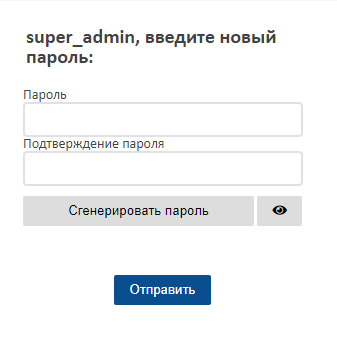 super_admin, введите новый
пароль:
Пароль
Подтверждение пароля
Сгенерировать пароль
Отправить